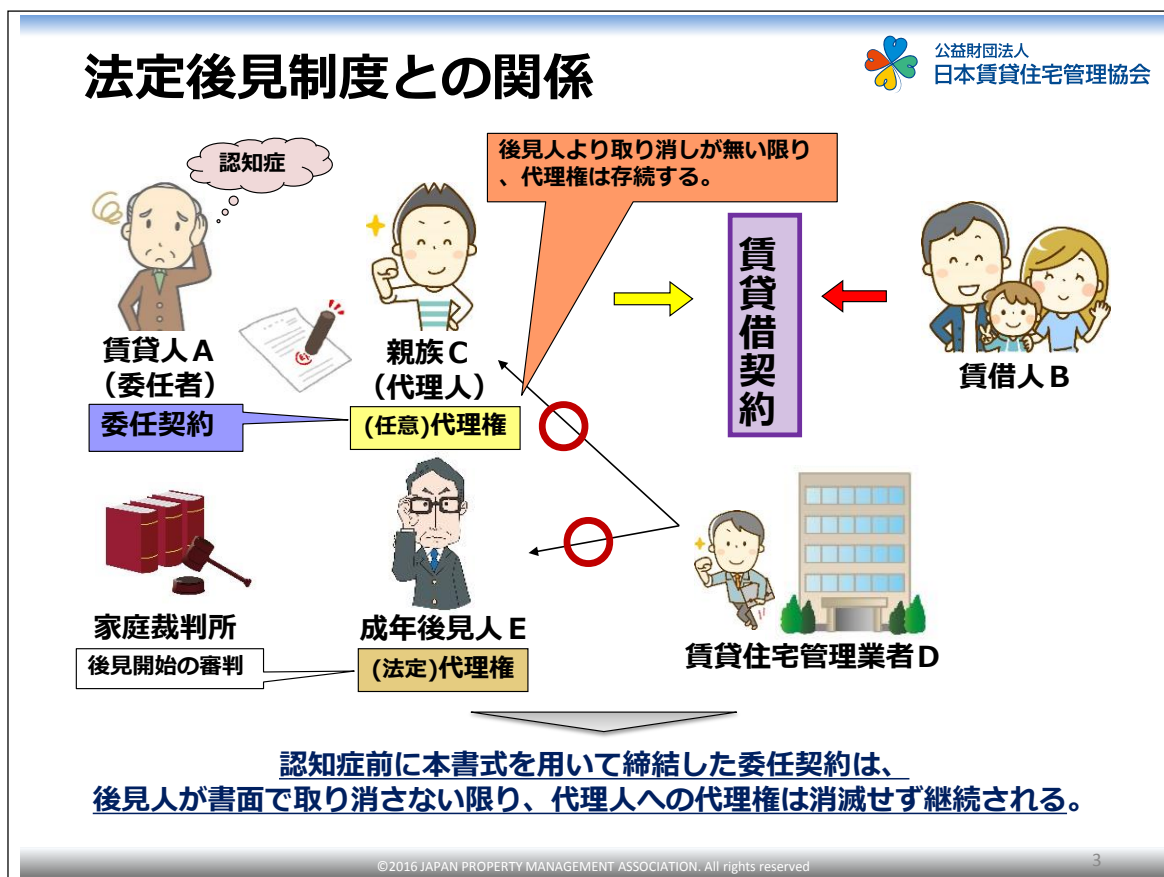 法定後見制度との関係
公益財団法人
日本賃貸住宅管理協会
認知症
後見人より取り消しが無い限り
、代理権は存続する。
賃貸借契約
賃貸人A
(委任者)
親族C
(代理人)
賃借人B
委任契約
(任意)代理権
家庭裁判所
成年後見人E
賃貸住宅管理業者D
後見開始の審判
(法定)代理権
認知症前に本書式を用いて締結した委任契約は、
後見人が書面で取り消さない限り、代理人への代理権は消滅せず継続される。
©2016 JAPAN PROPERTY MANAGEMENT ASSOCIATION. All rights reserved
3